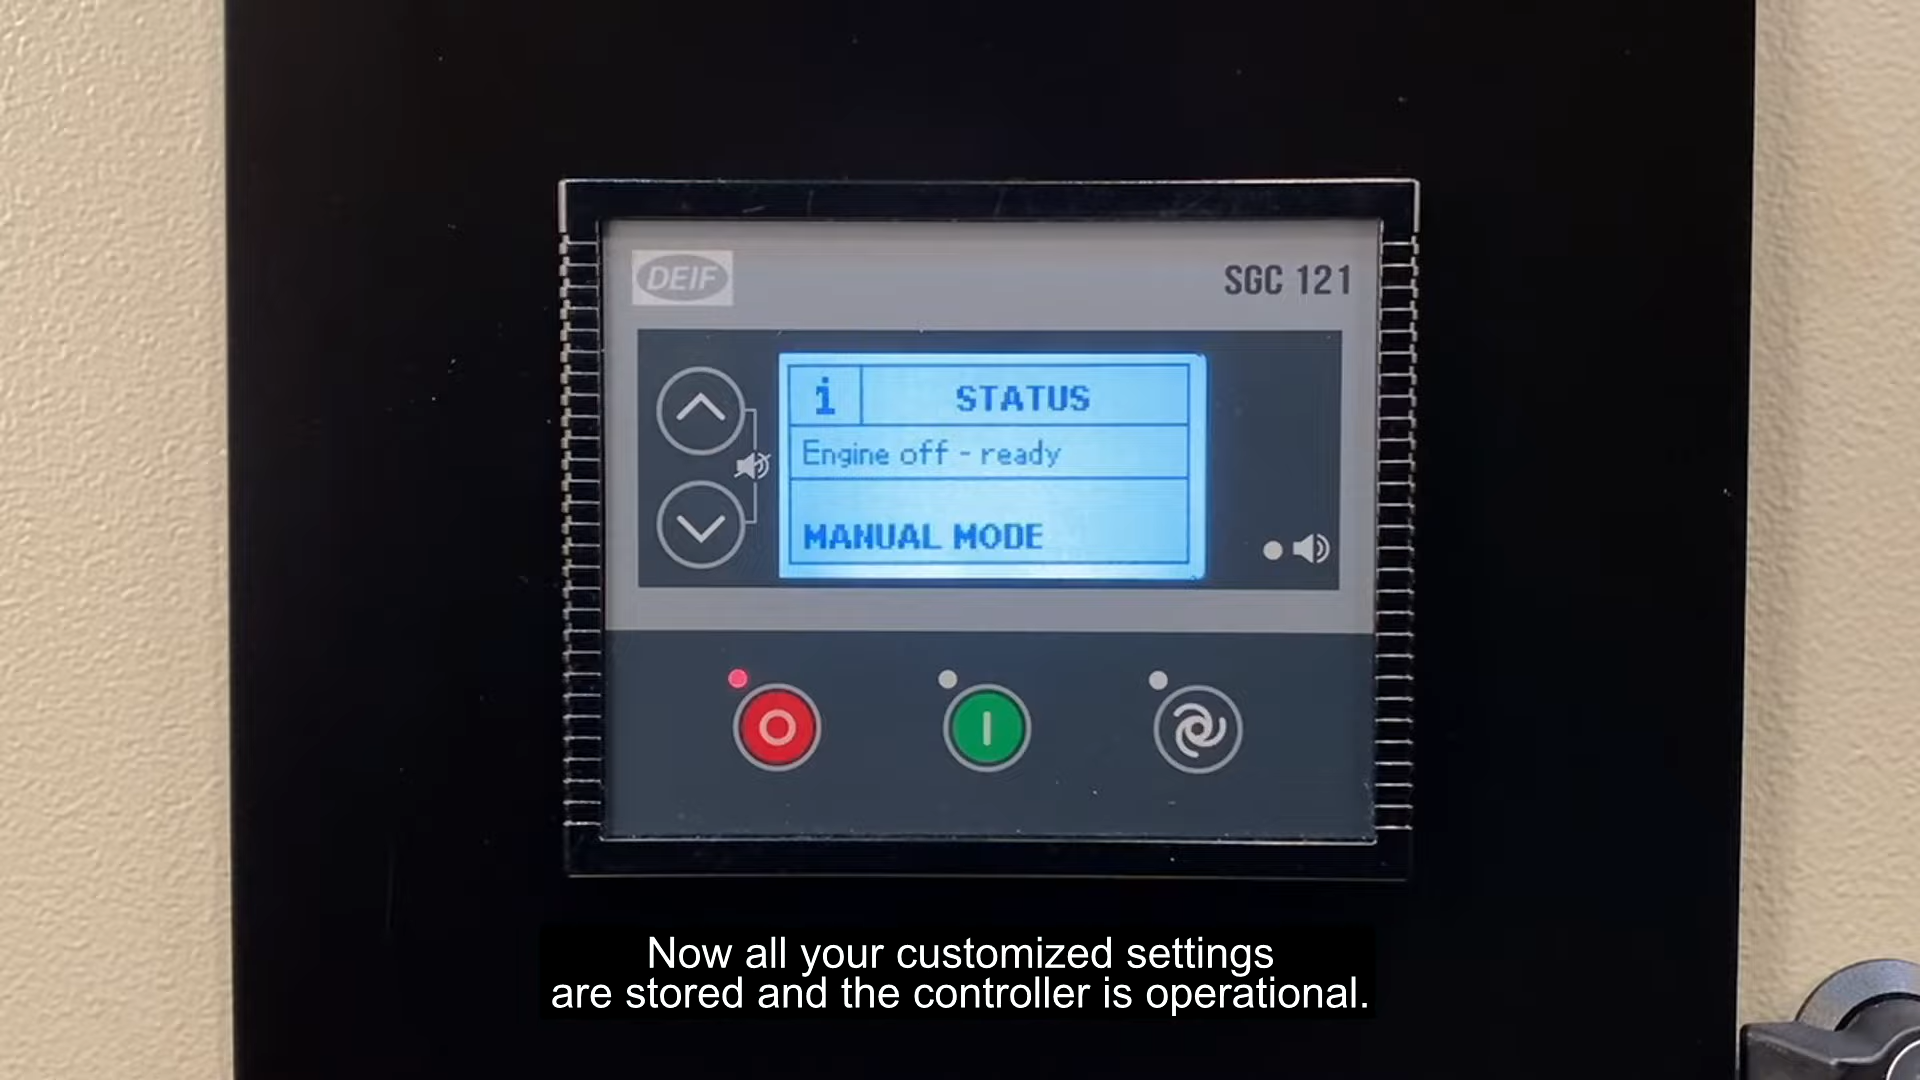 DEIF
SGC 121
i STATUS
Engine off - ready
MANUAL MODE
Now all your customized settings
are stored and the controller is operational.